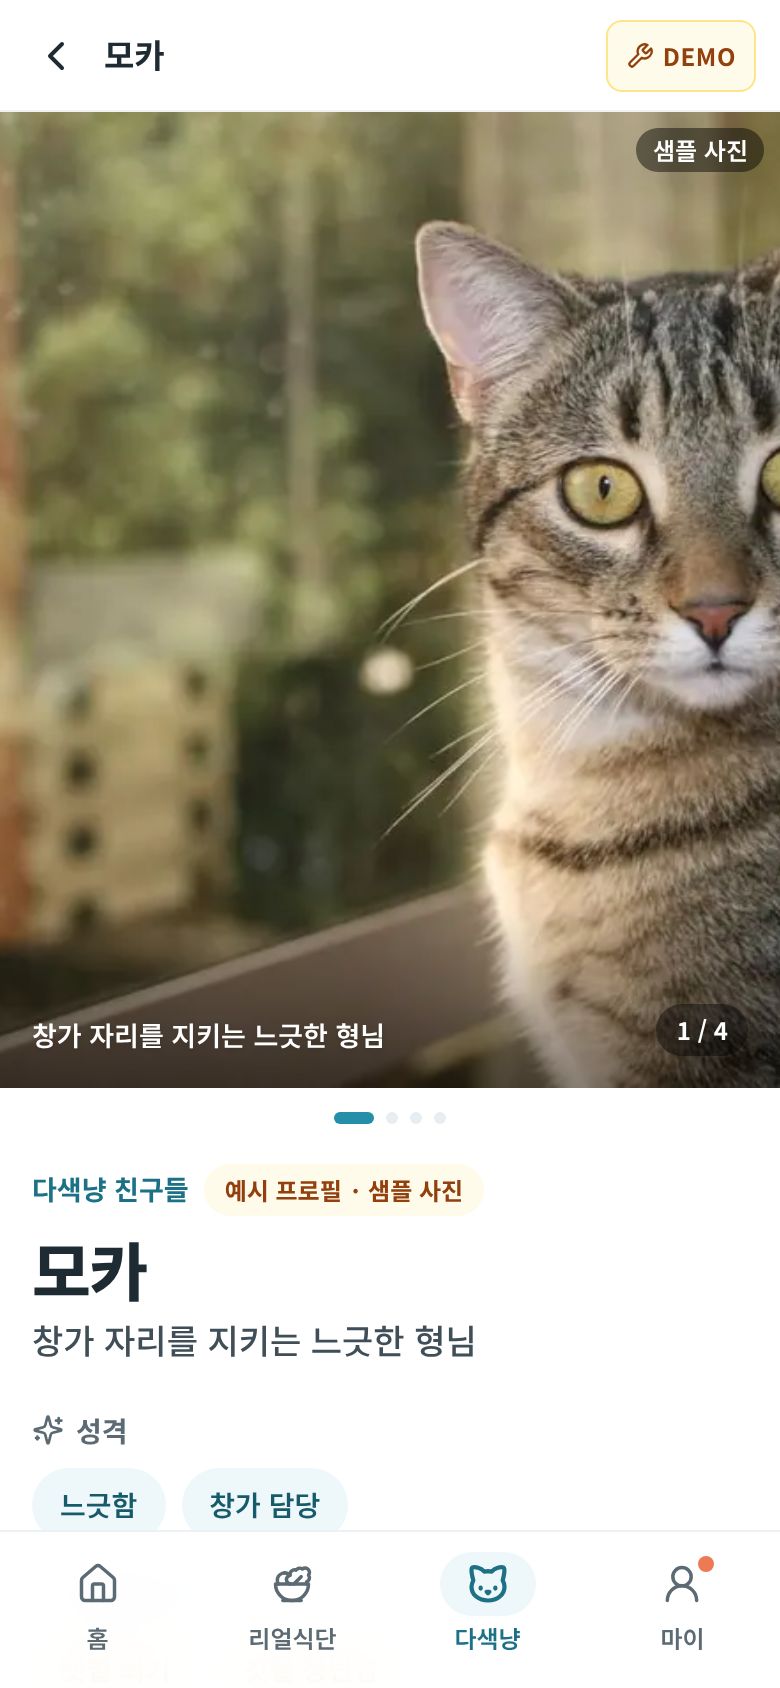 모카
DEMO
샘플 사진
창가 자리를 지키는 느긋한 형님
1 / 4
다색냥 친구들
예시 프로필 · 샘플 사진
모카
창가 자리를 지키는 느긋한 형님
성격
느긋함
창가 담당
홈
리얼식단
다색냥
마이